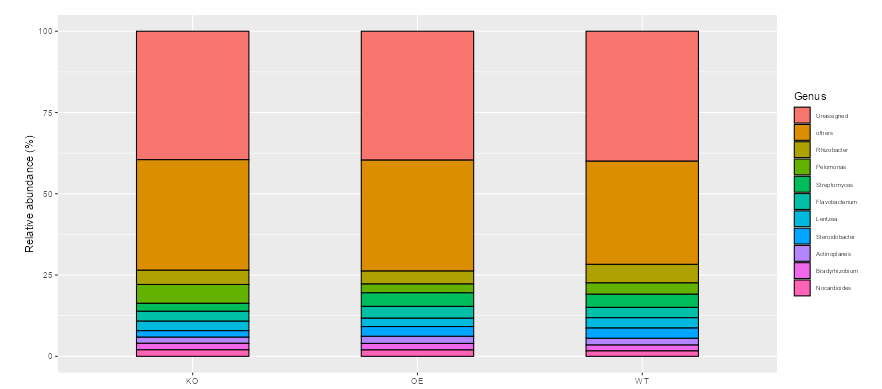 Relative abundance (%)
100
75
50
25
0
KO
OE
WT
Genus
Unassigned
others
Rhizobacter
Pelomonas
Streptomyces
Flavobacterium
Lentzea
Steroidobacter
Actinoplanes
Bradyrhizobium
Nocardioides